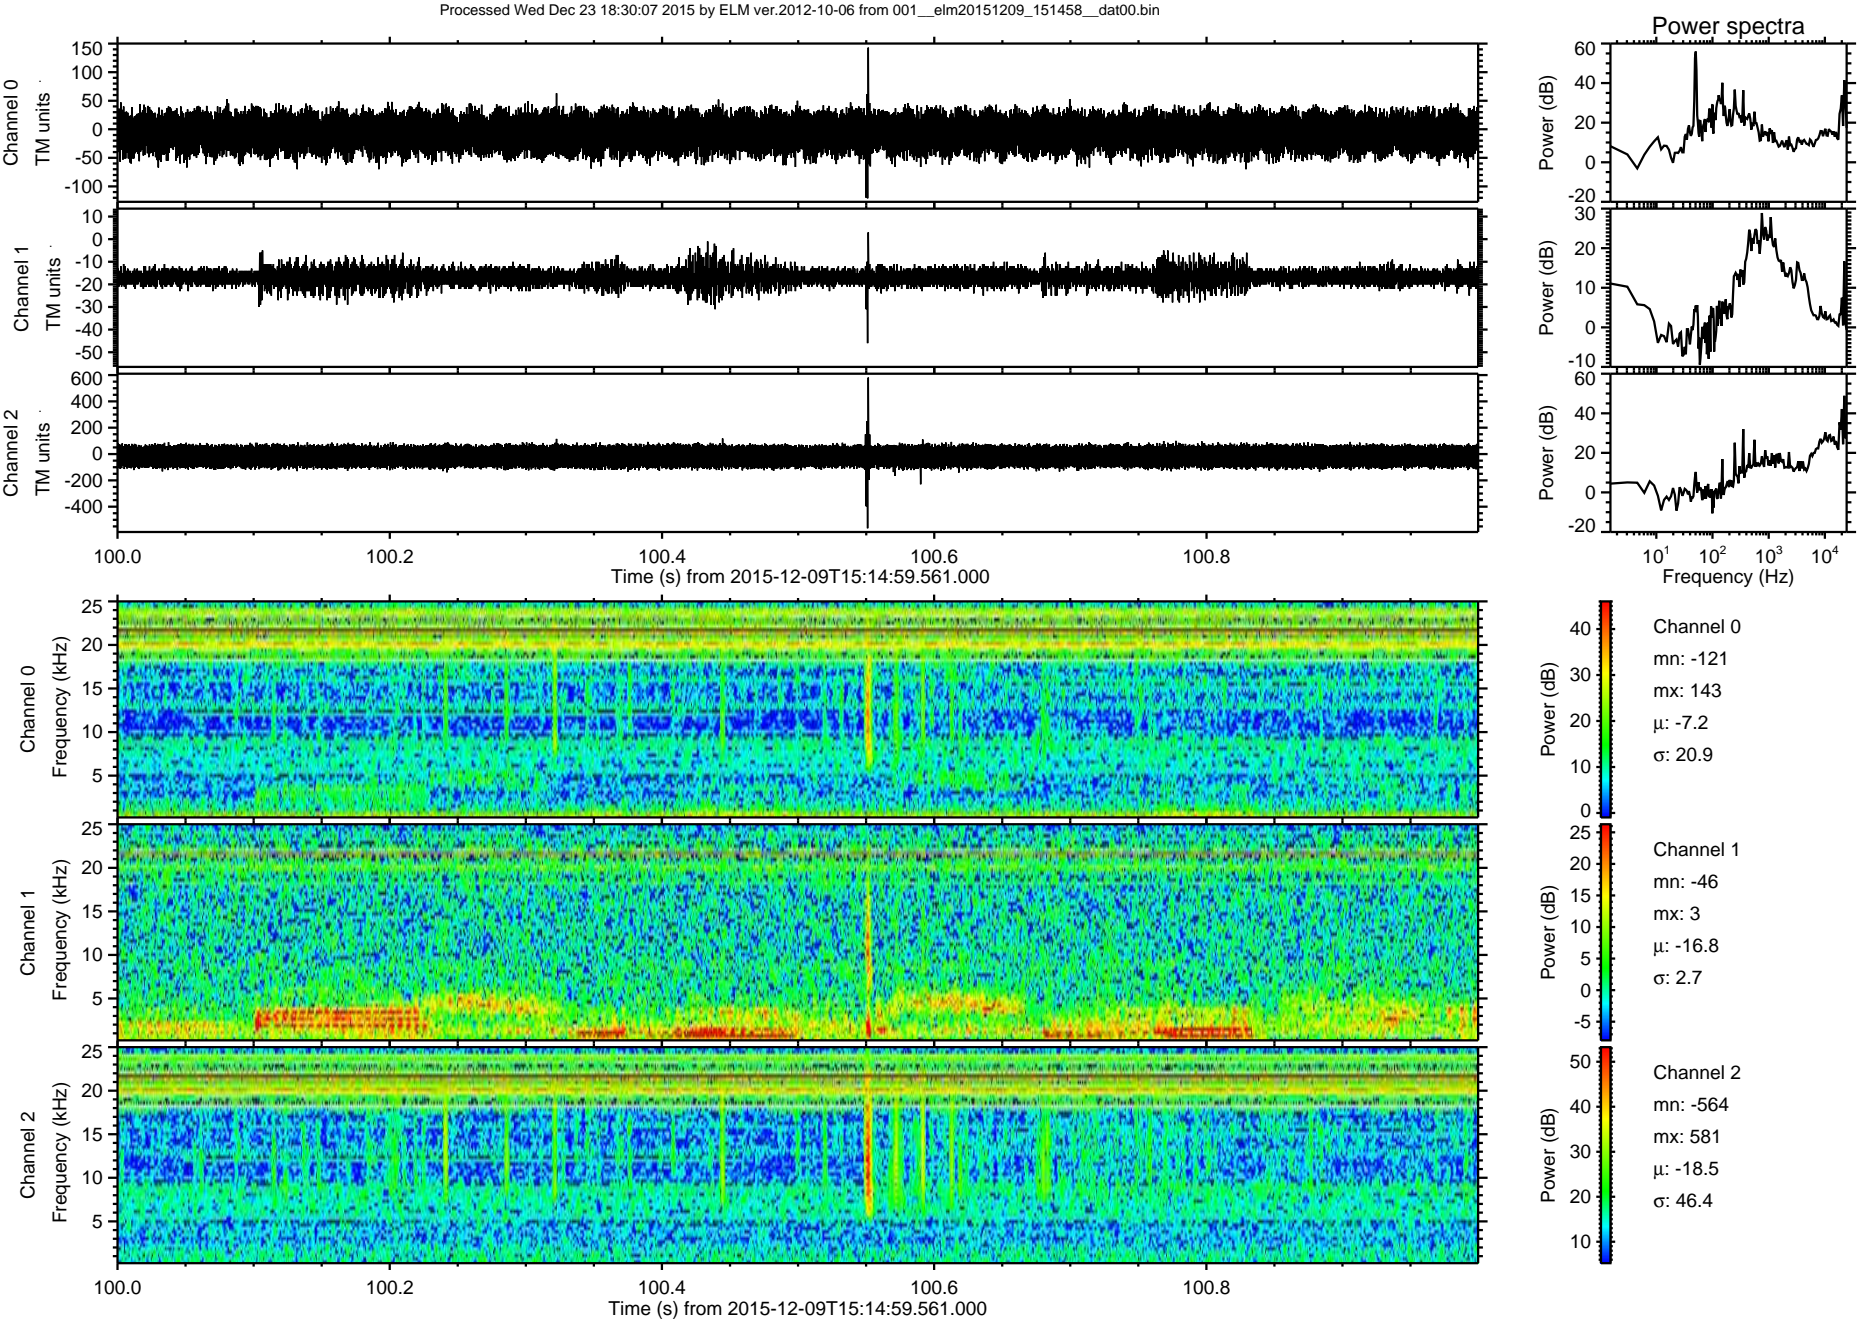 Processed Wed Dec 23 18:30:07 2015 by ELM ver.2012-10-06 from 001__elm20151209_151458__dat00.bin
Power spectra
Channel 0
TM units
150
100
50
0
-50
-100
Power (dB)
60
40
20
0
-20
Channel 1
TM units
10
0
-10
-20
-30
-40
-50
Power (dB)
30
20
10
0
-10
Channel 2
TM units
600
400
200
0
-200
-400
Power (dB)
60
40
20
0
-20
100.0 100.2 100.4 100.6 100.8
Time (s) from 2015-12-09T15:14:59.561.000
10^1 10^2 10^3 10^4
Frequency (Hz)
Channel 0
Frequency (kHz)
25
20
15
10
5
Power (dB)
40
30
20
10
0
Channel 0
mn: -121
mx: 143
μ: -7.2
σ: 20.9
Channel 1
Frequency (kHz)
25
20
15
10
5
Power (dB)
25
20
15
10
5
0
-5
Channel 1
mn: -46
mx: 3
μ: -16.8
σ: 2.7
Channel 2
Frequency (kHz)
25
20
15
10
5
Power (dB)
50
40
30
20
10
Channel 2
mn: -564
mx: 581
μ: -18.5
σ: 46.4
100.0 100.2 100.4 100.6 100.8
Time (s) from 2015-12-09T15:14:59.561.000